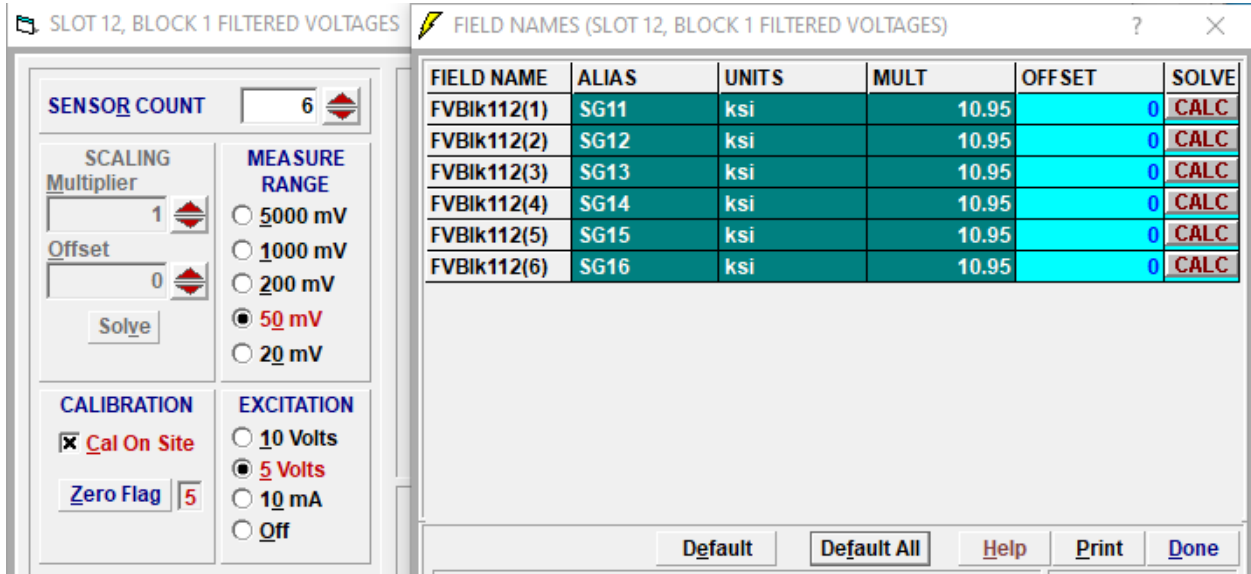 SLOT 12, BLOCK 1 FILTERED VOLTAGES
SENSOR COUNT 6
SCALING
Multiplier
1
Offset
0
Solve
MEASURE
RANGE
5000 mV
1000 mV
200 mV
50 mV
20 mV
CALIBRATION
Cal On Site
Zero Flag 5
EXCITATION
10 Volts
5 Volts
10 mA
Off
FIELD NAMES (SLOT 12, BLOCK 1 FILTERED VOLTAGES) ?
FIELD NAME ALIAS UNITS MULT OFFSET SOLVE
FVBlk112(1) SG11 ksi 10.95 0 CALC
FVBlk112(2) SG12 ksi 10.95 0 CALC
FVBlk112(3) SG13 ksi 10.95 0 CALC
FVBlk112(4) SG14 ksi 10.95 0 CALC
FVBlk112(5) SG15 ksi 10.95 0 CALC
FVBlk112(6) SG16 ksi 10.95 0 CALC
Default Default All Help Print Done